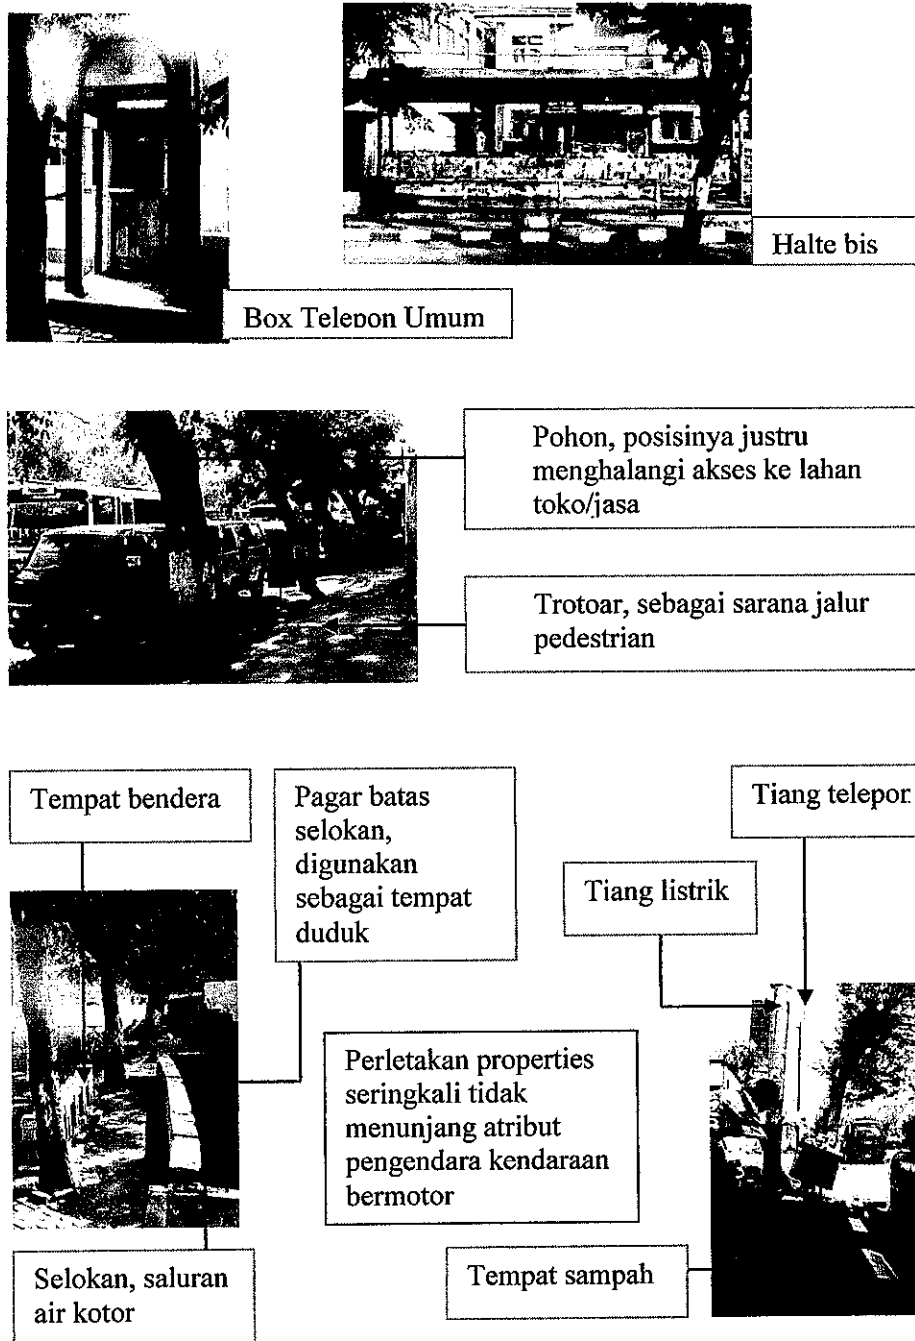 Halte bis
Box Telepon Umum
Pohon, posisinya justru
menghalangi akses ke lahan
toko/jasa
Trotoar, sebagai sarana jalur
pedestrian
Tempat bendera
Pagar batas
selokan,
digunakan
sebagai tempat
duduk
Tiang telepon
Tiang listrik
Perletakan properties
seringkali tidak
menunjang atribut
pengendara kendaraan
bermotor
Selokan, saluran
air kotor
Tempat sampah